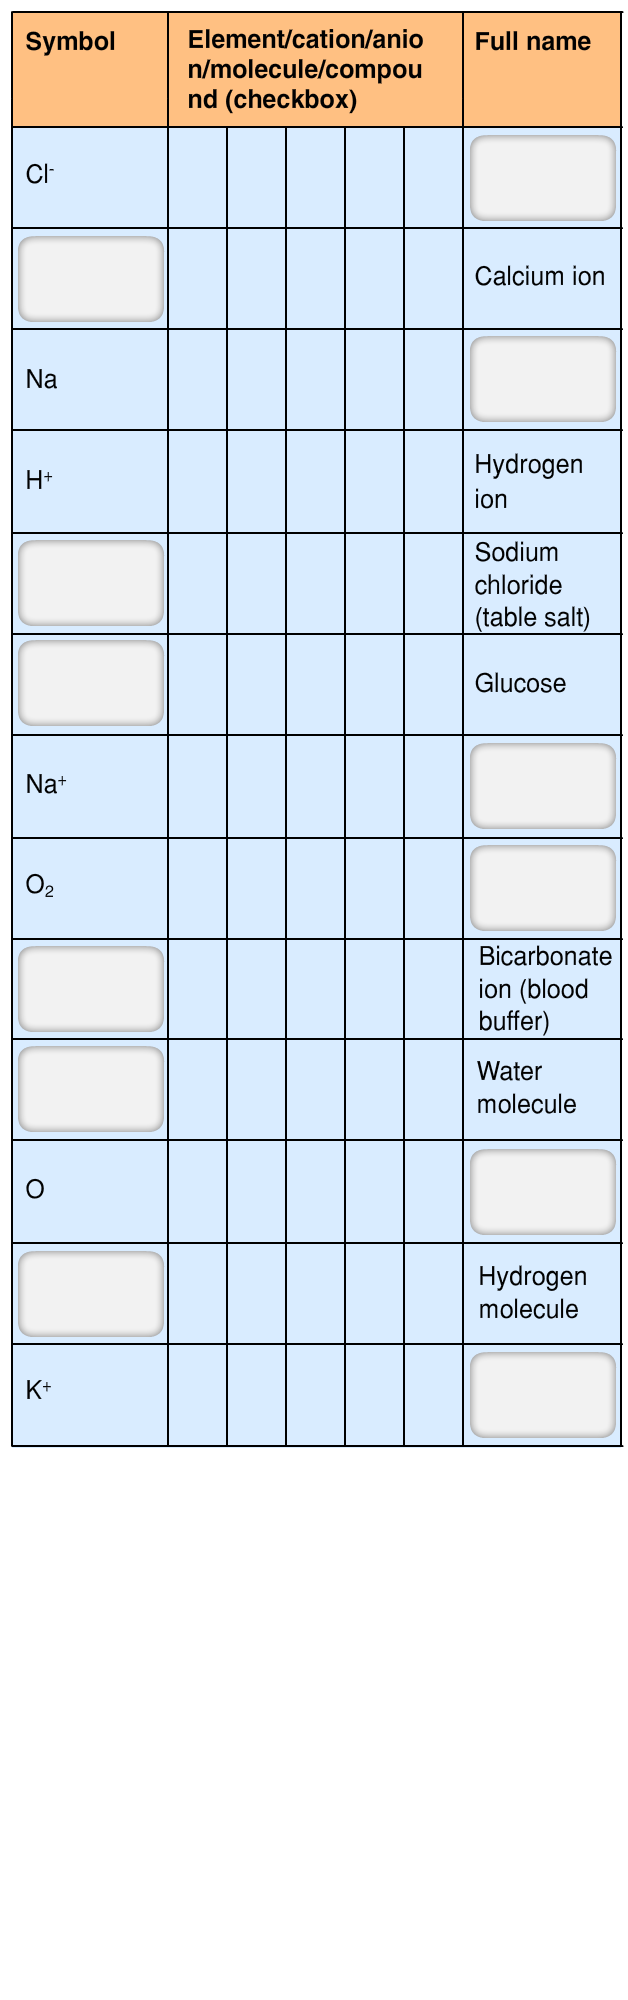 Symbol
Element/cation/anio
n/molecule/compou
nd (checkbox)
Full name
Cl⁻
Calcium ion
Na
H⁺
Hydrogen
ion
Sodium
chloride
(table salt)
Glucose
Na⁺
O₂
Bicarbonate
ion (blood
buffer)
Water
molecule
O
Hydrogen
molecule
K⁺